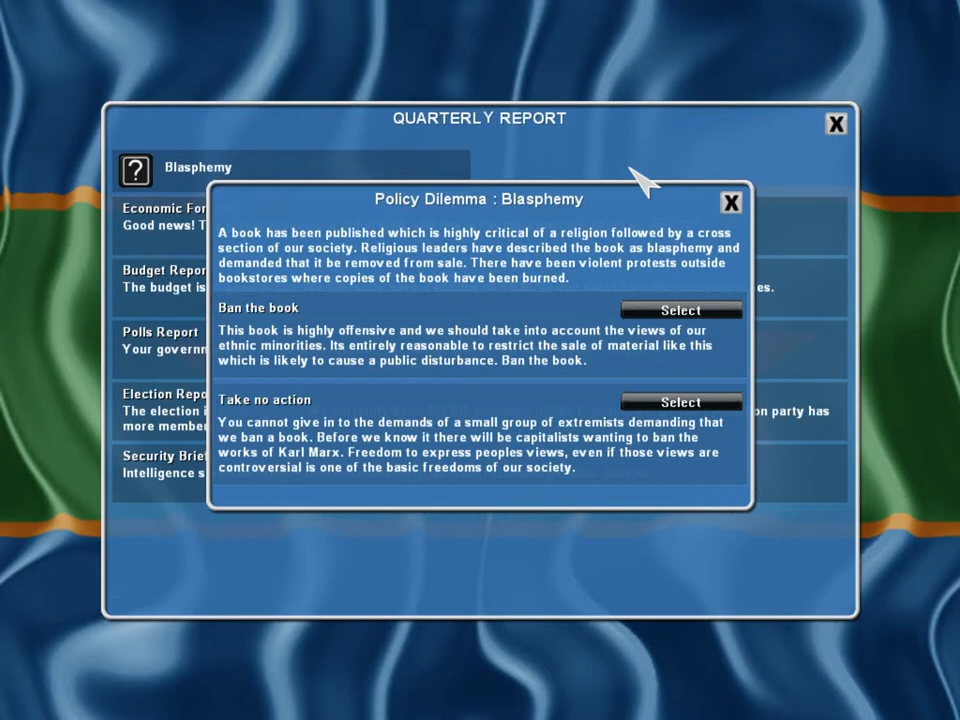 QUARTERLY REPORT
X
? Blasphemy
Policy Dilemma : Blasphemy
X
Economic For
Good news! T
A book has been published which is highly critical of a religion followed by a cross
section of our society. Religious leaders have described the book as blasphemy and
demanded that it be removed from sale. There have been violent protests outside
bookstores where copies of the book have been burned.
Budget Repor
The budget is
es.
Ban the book
Select
This book is highly offensive and we should take into account the views of our
ethnic minorities. Its entirely reasonable to restrict the sale of material like this
which is likely to cause a public disturbance. Ban the book.
Polls Report
Your governm
Election Repo
The election i
on party has
more member
Take no action
Select
You cannot give in to the demands of a small group of extremists demanding that
we ban a book. Before we know it there will be capitalists wanting to ban the
works of Karl Marx. Freedom to express peoples views, even if those views are
controversial is one of the basic freedoms of our society.
Security Brief
Intelligence s